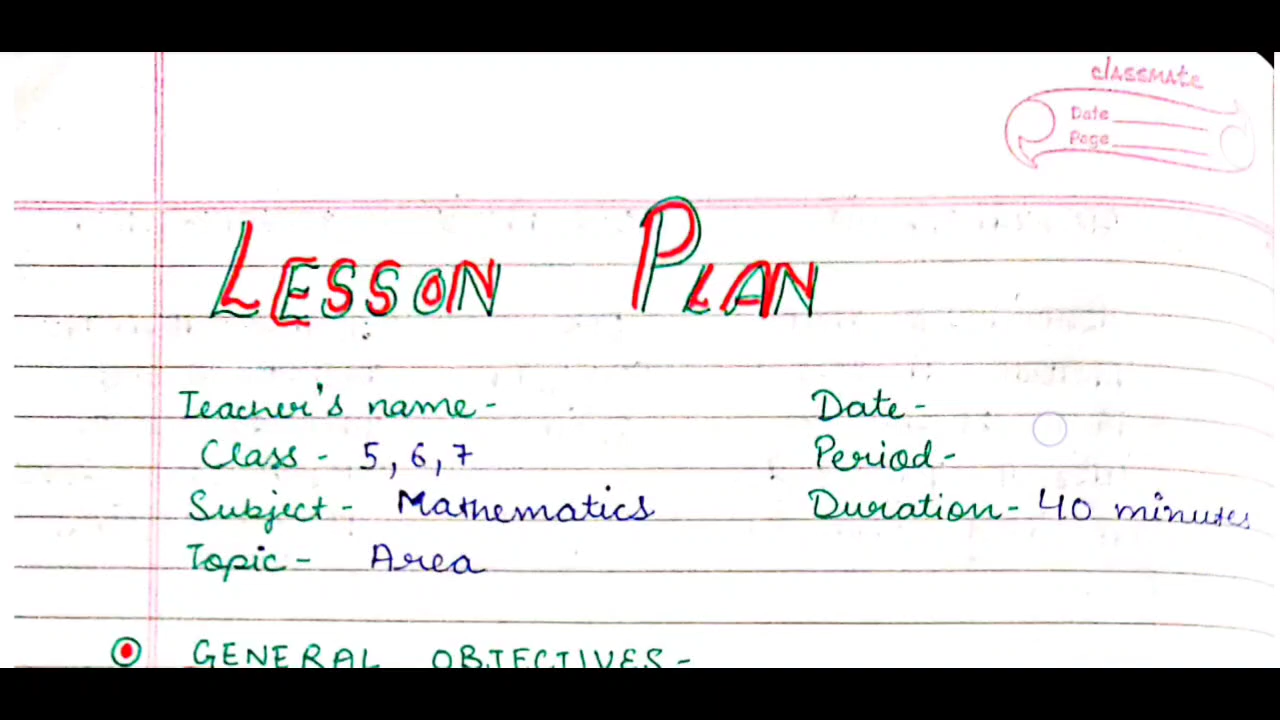 classmate
Date
Page
LESSON PLAN
Teacher's name - Date -
Class - 5, 6, 7 Period -
Subject - Mathematics Duration - 40 minutes
Topic - Area
GENERAL OBJECTIVES -